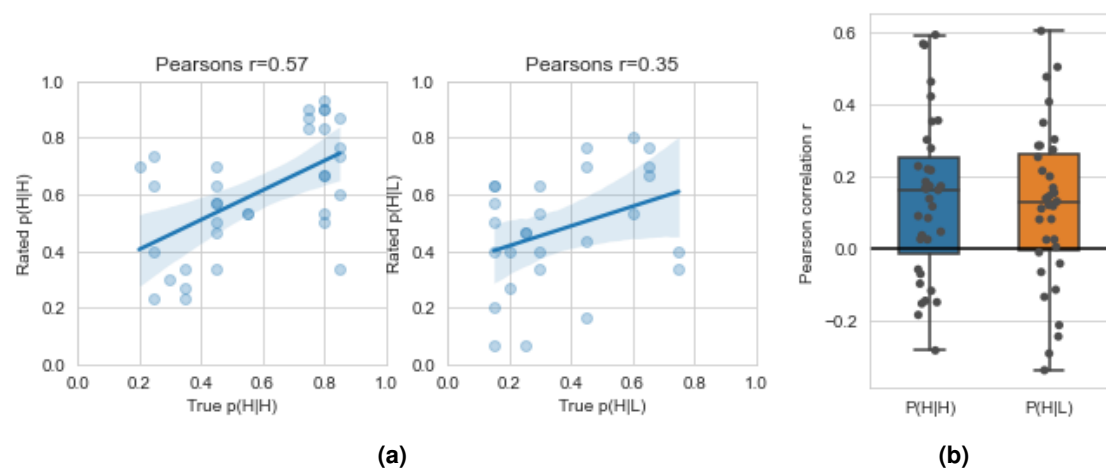 Pearsons r=0.57
Rated p(H|H)
1.0
0.8
0.6
0.4
0.2
0.0
0.0 0.2 0.4 0.6 0.8 1.0
True p(H|H)
Pearsons r=0.35
Rated p(H|L)
1.0
0.8
0.6
0.4
0.2
0.0
0.0 0.2 0.4 0.6 0.8 1.0
True p(H|L)
(a)
Pearson correlation r
0.6
0.4
0.2
0.0
−0.2
P(H|H) P(H|L)
(b)